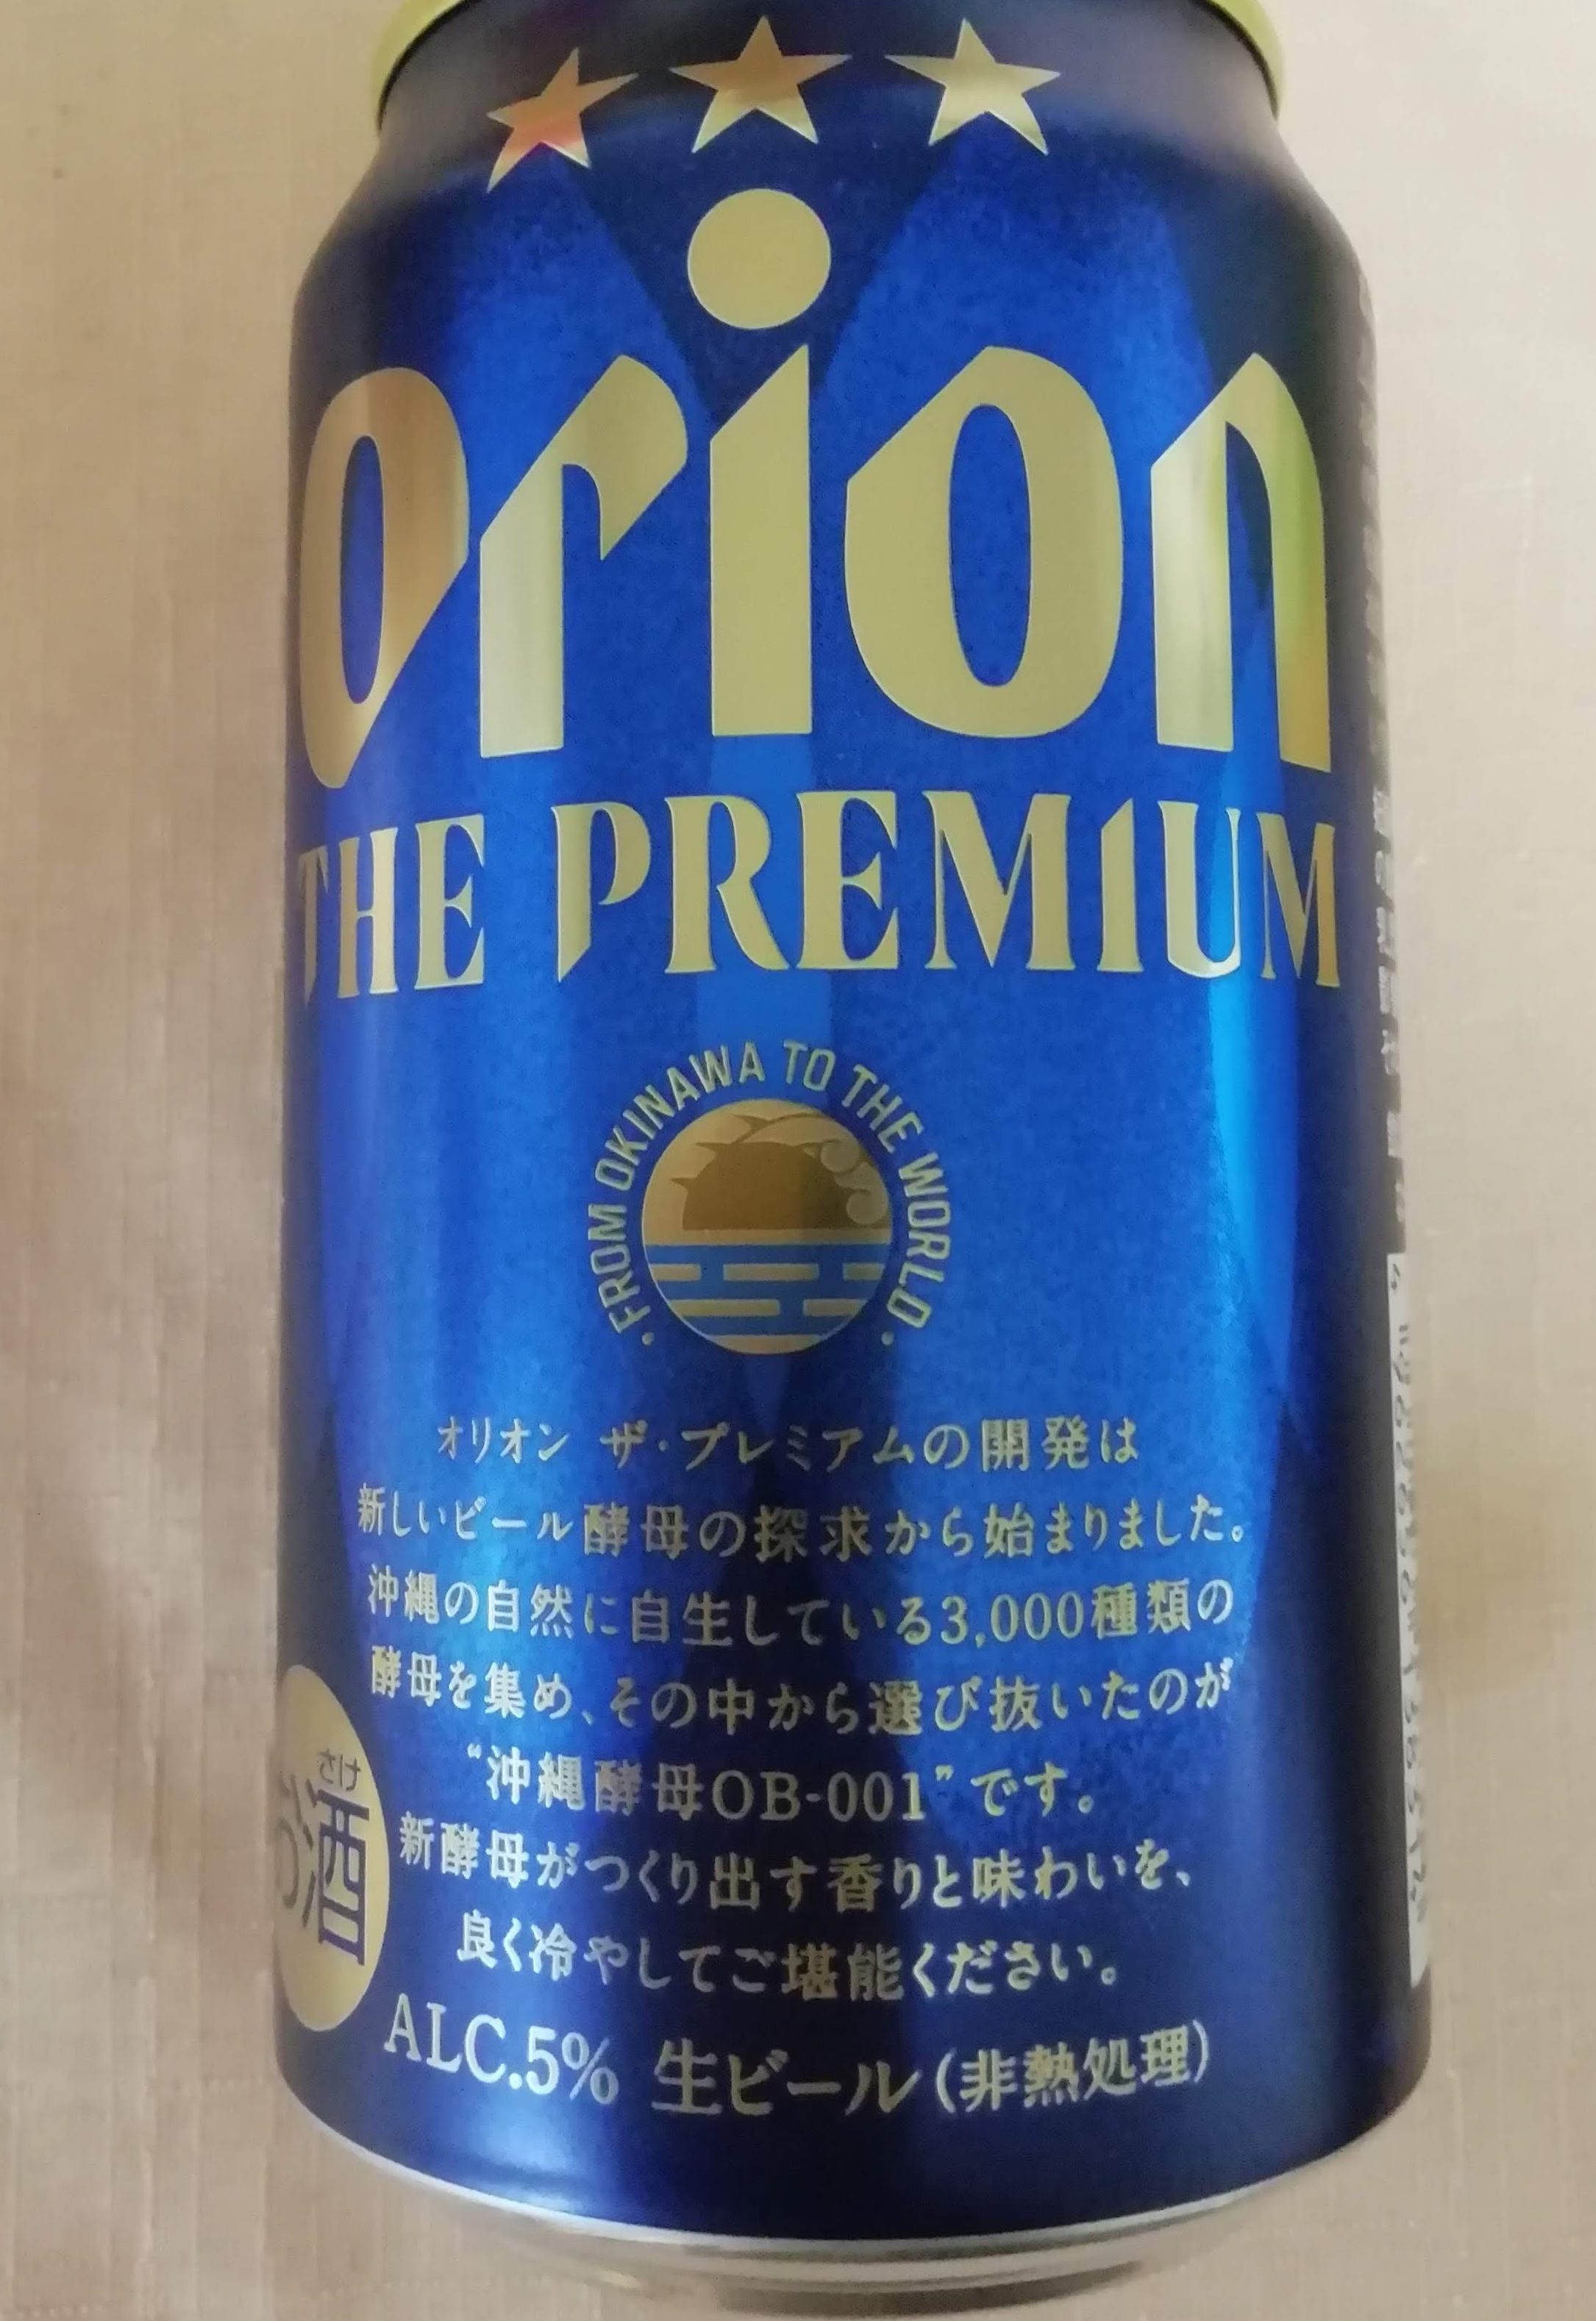 orion
THE PREMIUM
・FROM OKINAWA TO THE WORLD・
オリオン ザ・プレミアムの開発は
新しいビール酵母の探求から始まりました。
沖縄の自然に自生している3,000種類の
酵母を集め、その中から選び抜いたのが
“沖縄酵母OB-001”です。
新酵母がつくり出す香りと味わいを、
良く冷やしてご堪能ください。
さけ
お酒
ALC.5% 生ビール(非熱処理)